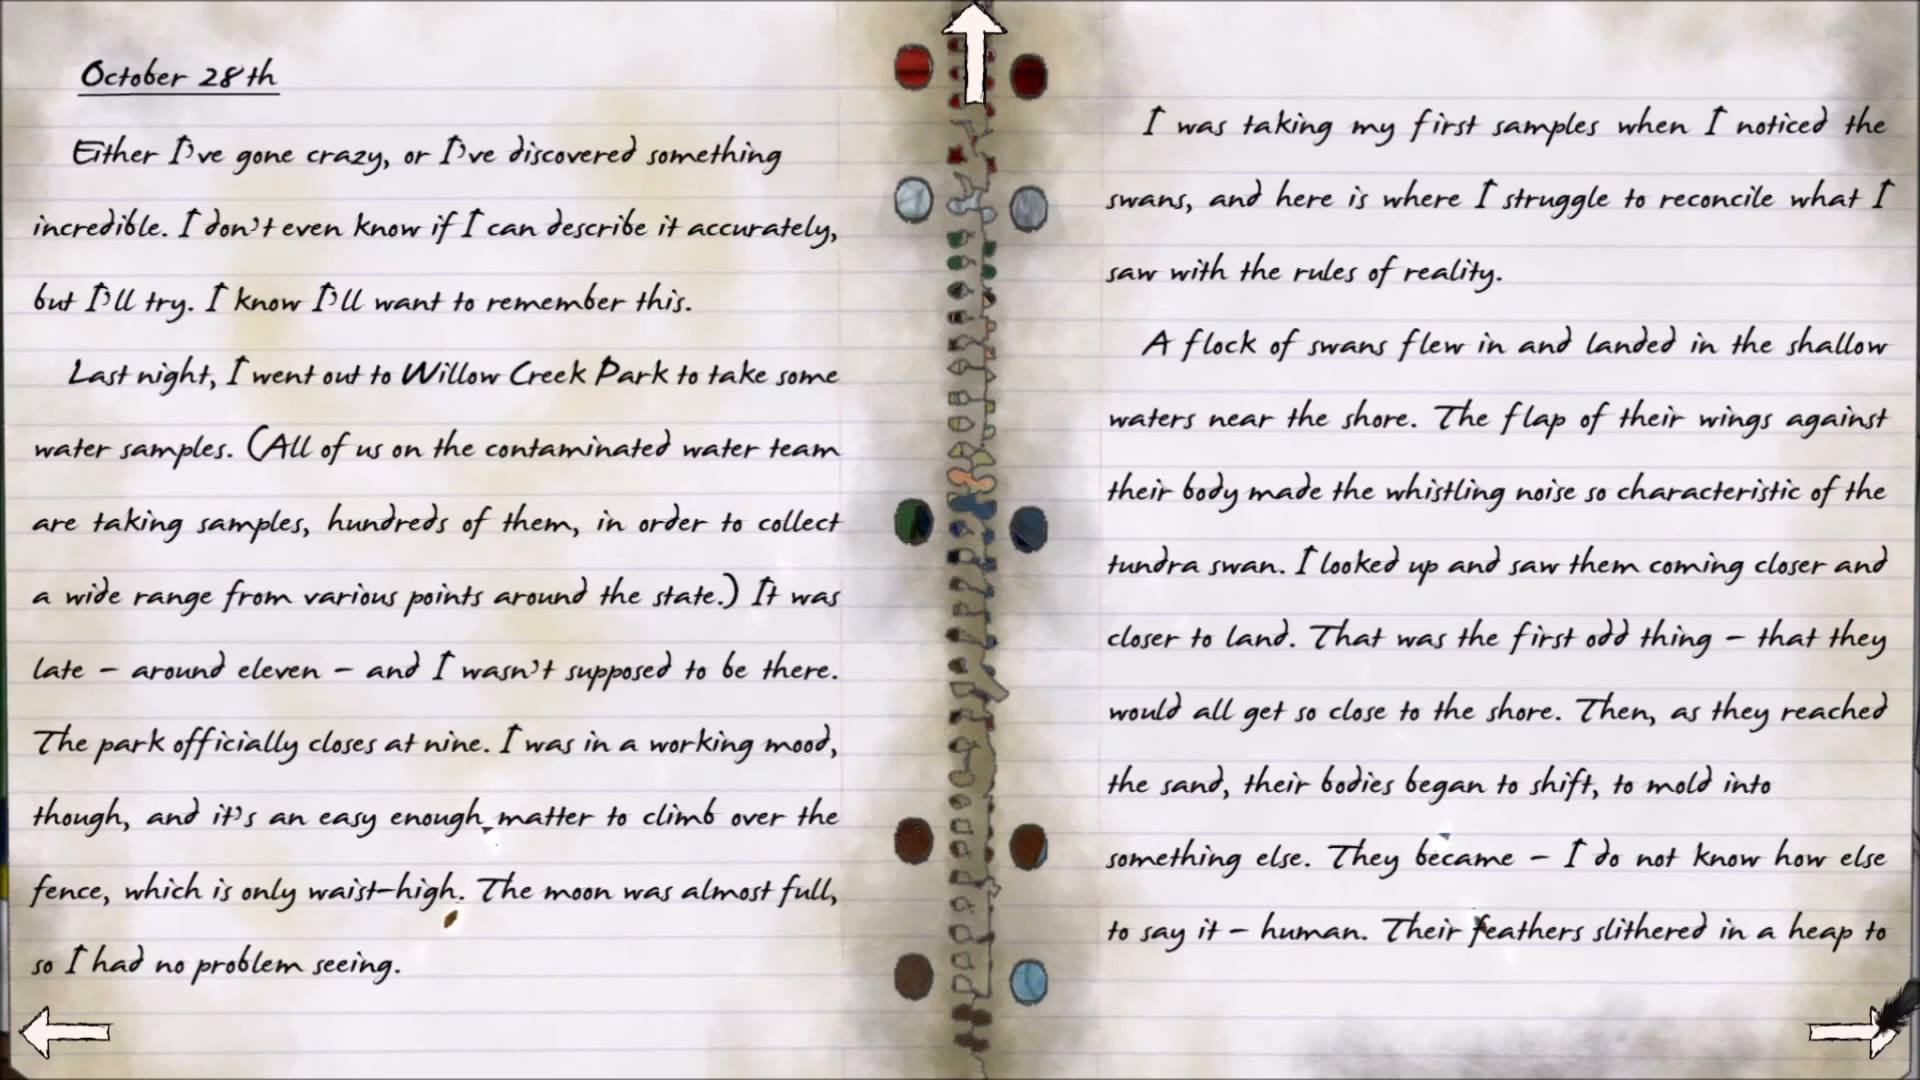 October 28th
Either I've gone crazy, or I've discovered something
incredible. I don't even know if I can describe it accurately,
but I'll try. I know I'll want to remember this.
Last night, I went out to Willow Creek Park to take some
water samples. (All of us on the contaminated water team
are taking samples, hundreds of them, in order to collect
a wide range from various points around the state.) It was
late - around eleven - and I wasn't supposed to be there.
The park officially closes at nine. I was in a working mood,
though, and it's an easy enough matter to climb over the
fence, which is only waist-high. The moon was almost full,
so I had no problem seeing.
I was taking my first samples when I noticed the
swans, and here is where I struggle to reconcile what I
saw with the rules of reality.
A flock of swans flew in and landed in the shallow
waters near the shore. The flap of their wings against
their body made the whistling noise so characteristic of the
tundra swan. I looked up and saw them coming closer and
closer to land. That was the first odd thing - that they
would all get so close to the shore. Then, as they reached
the sand, their bodies began to shift, to mold into
something else. They became - I do not know how else
to say it - human. Their feathers slithered in a heap to